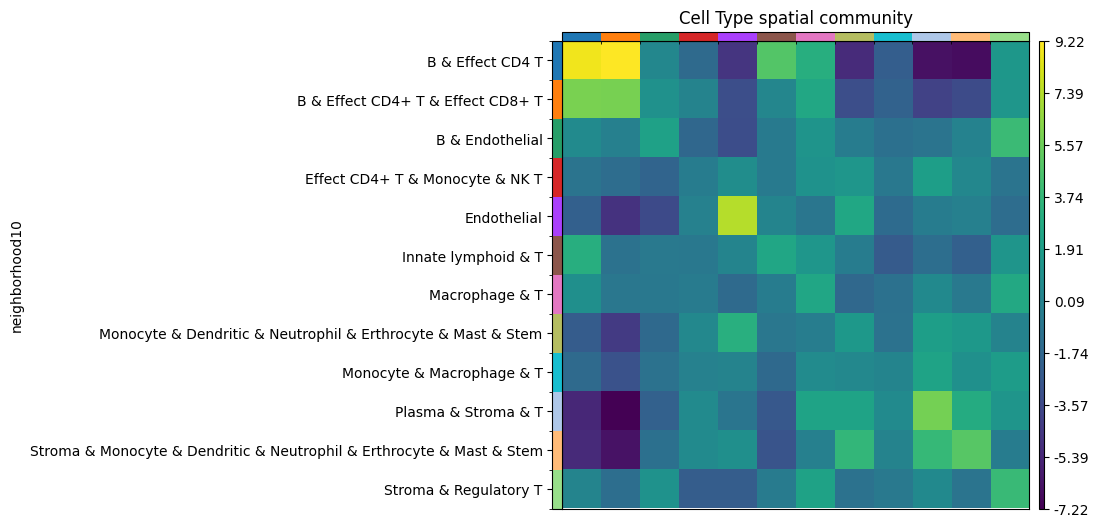 Cell Type spatial community
B & Effect CD4 T
B & Effect CD4+ T & Effect CD8+ T
B & Endothelial
Effect CD4+ T & Monocyte & NK T
Endothelial
Innate lymphoid & T
Macrophage & T
Monocyte & Dendritic & Neutrophil & Erthrocyte & Mast & Stem
Monocyte & Macrophage & T
Plasma & Stroma & T
Stroma & Monocyte & Dendritic & Neutrophil & Erthrocyte & Mast & Stem
Stroma & Regulatory T
neighborhood10
9.22
7.39
5.57
3.74
1.91
0.09
-1.74
-3.57
-5.39
-7.22